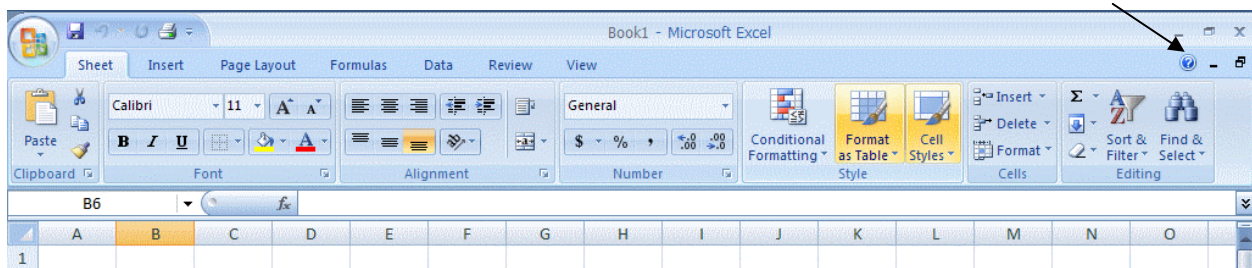 Book1 - Microsoft Excel
Sheet Insert Page Layout Formulas Data Review View
Calibri 11 A A General Insert Σ A Z
Paste B I U A a $ % , .0 .00 .00 .0 Conditional Formatting Format as Table Cell Styles Delete Format Sort & Filter Find & Select
Clipboard Font Alignment Number Style Cells Editing
B6 fx
A B C D E F G H I J K L M N O
1